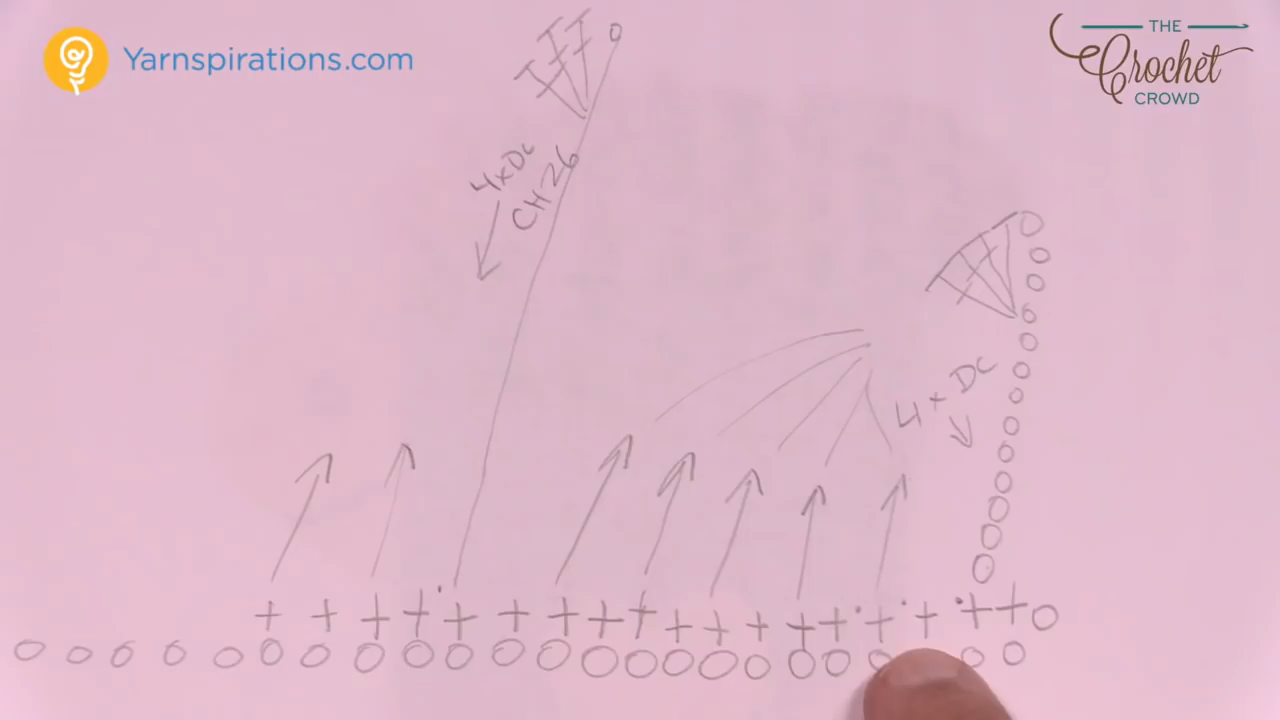 Yarnspirations.com
THE
Crochet
CROWD
4xDC
CH26
4xDC